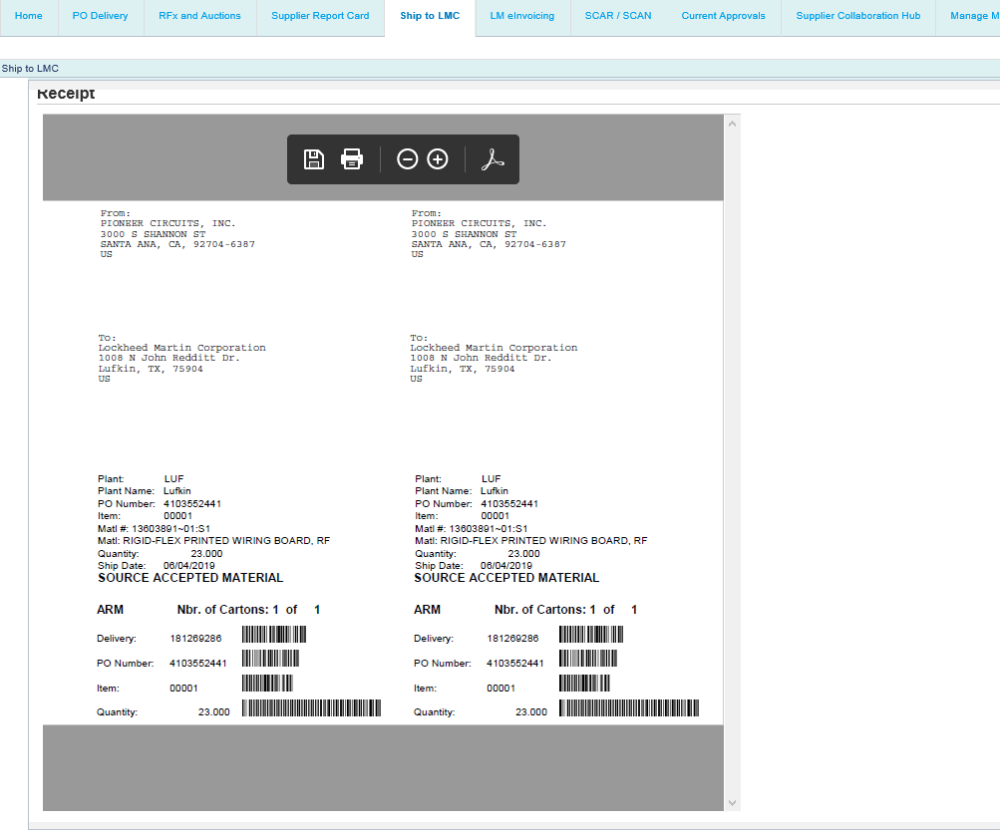 Home PO Delivery RFx and Auctions Supplier Report Card Ship to LMC LM eInvoicing SCAR / SCAN Current Approvals Supplier Collaboration Hub Manage M
Ship to LMC
Receipt
From:
PIONEER CIRCUITS, INC.
3000 S SHANNON ST
SANTA ANA, CA, 92704-6387
US
From:
PIONEER CIRCUITS, INC.
3000 S SHANNON ST
SANTA ANA, CA, 92704-6387
US
To:
Lockheed Martin Corporation
1008 N John Redditt Dr.
Lufkin, TX, 75904
US
To:
Lockheed Martin Corporation
1008 N John Redditt Dr.
Lufkin, TX, 75904
US
Plant: LUF
Plant Name: Lufkin
PO Number: 4103552441
Item: 00001
Matl #: 13603891~01:S1
Matl: RIGID-FLEX PRINTED WIRING BOARD, RF
Quantity: 23.000
Ship Date: 06/04/2019
SOURCE ACCEPTED MATERIAL
ARM Nbr. of Cartons: 1 of 1
Delivery: 181269286
PO Number: 4103552441
Item: 00001
Quantity: 23.000
Plant: LUF
Plant Name: Lufkin
PO Number: 4103552441
Item: 00001
Matl #: 13603891~01:S1
Matl: RIGID-FLEX PRINTED WIRING BOARD, RF
Quantity: 23.000
Ship Date: 06/04/2019
SOURCE ACCEPTED MATERIAL
ARM Nbr. of Cartons: 1 of 1
Delivery: 181269286
PO Number: 4103552441
Item: 00001
Quantity: 23.000